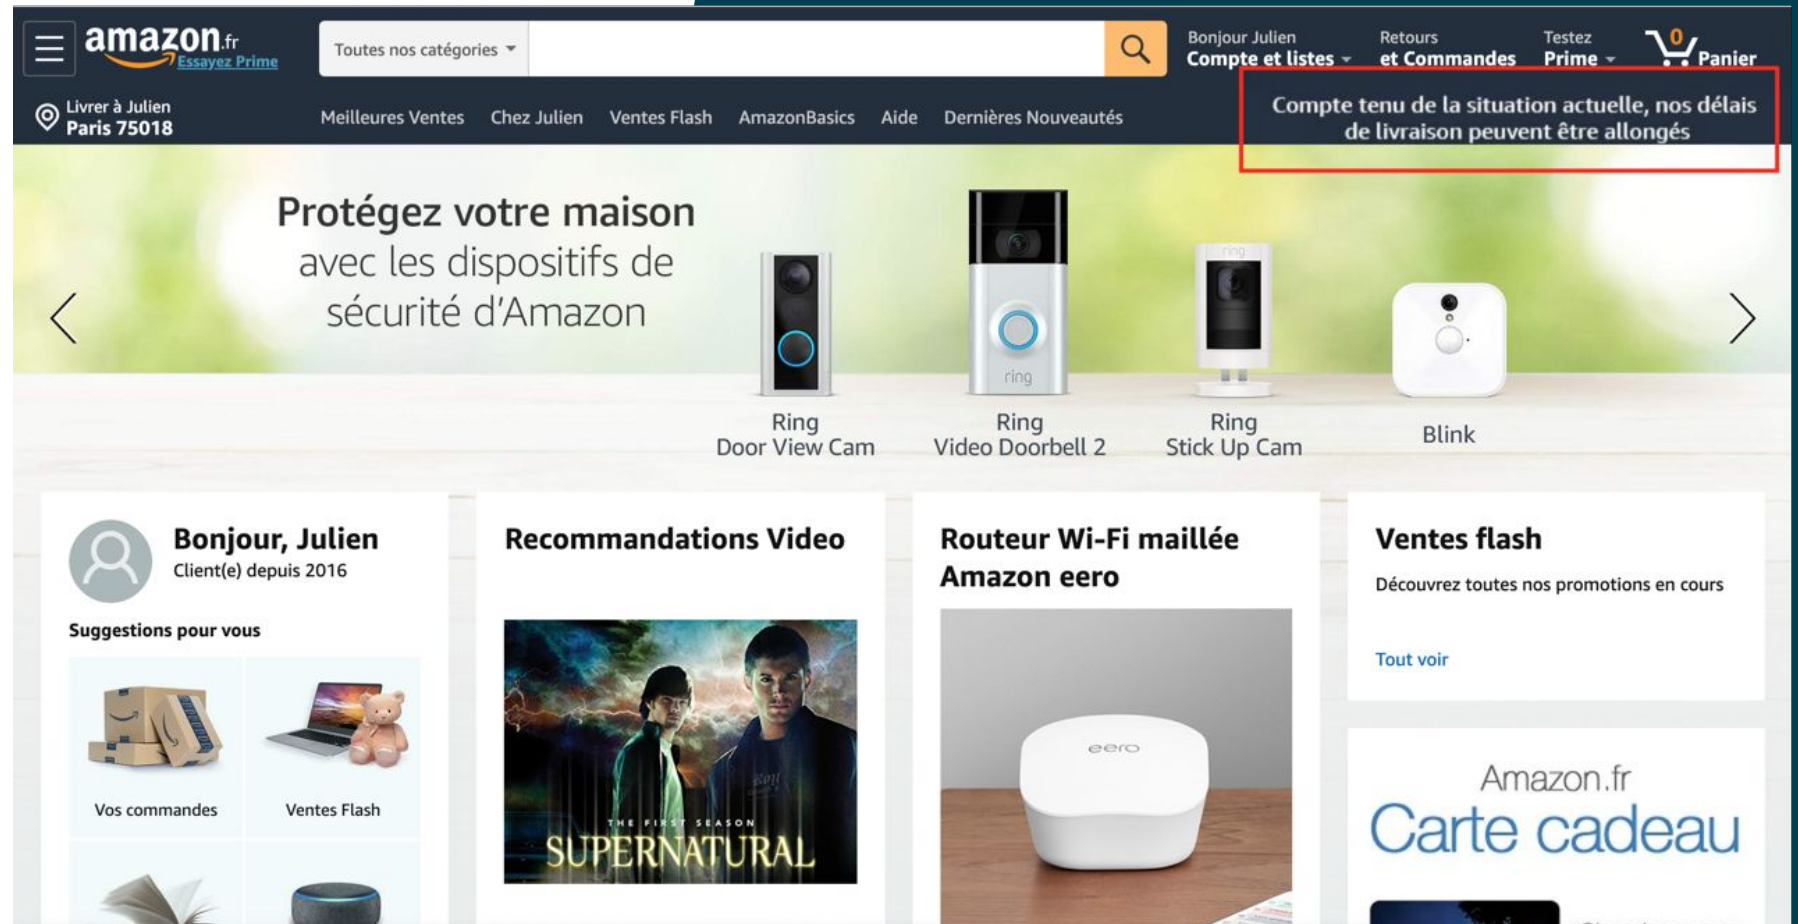 amazon.fr
Essayez Prime
Toutes nos catégories
Bonjour Julien
Compte et listes
Retours
et Commandes
Testez
Prime
0
Panier
Livrer à Julien
Paris 75018
Meilleures Ventes
Chez Julien
Ventes Flash
AmazonBasics
Aide
Dernières Nouveautés
Compte tenu de la situation actuelle, nos délais
de livraison peuvent être allongés
Protégez votre maison
avec les dispositifs de
sécurité d'Amazon
ring
ring
Ring
Door View Cam
Ring
Video Doorbell 2
Ring
Stick Up Cam
Blink
Bonjour, Julien
Client(e) depuis 2016
Suggestions pour vous
Vos commandes
Ventes Flash
Recommandations Video
THE FIRST SEASON
SUPERNATURAL
Routeur Wi-Fi maillée
Amazon eero
eero
Ventes flash
Découvrez toutes nos promotions en cours
Tout voir
Amazon.fr
Carte cadeau